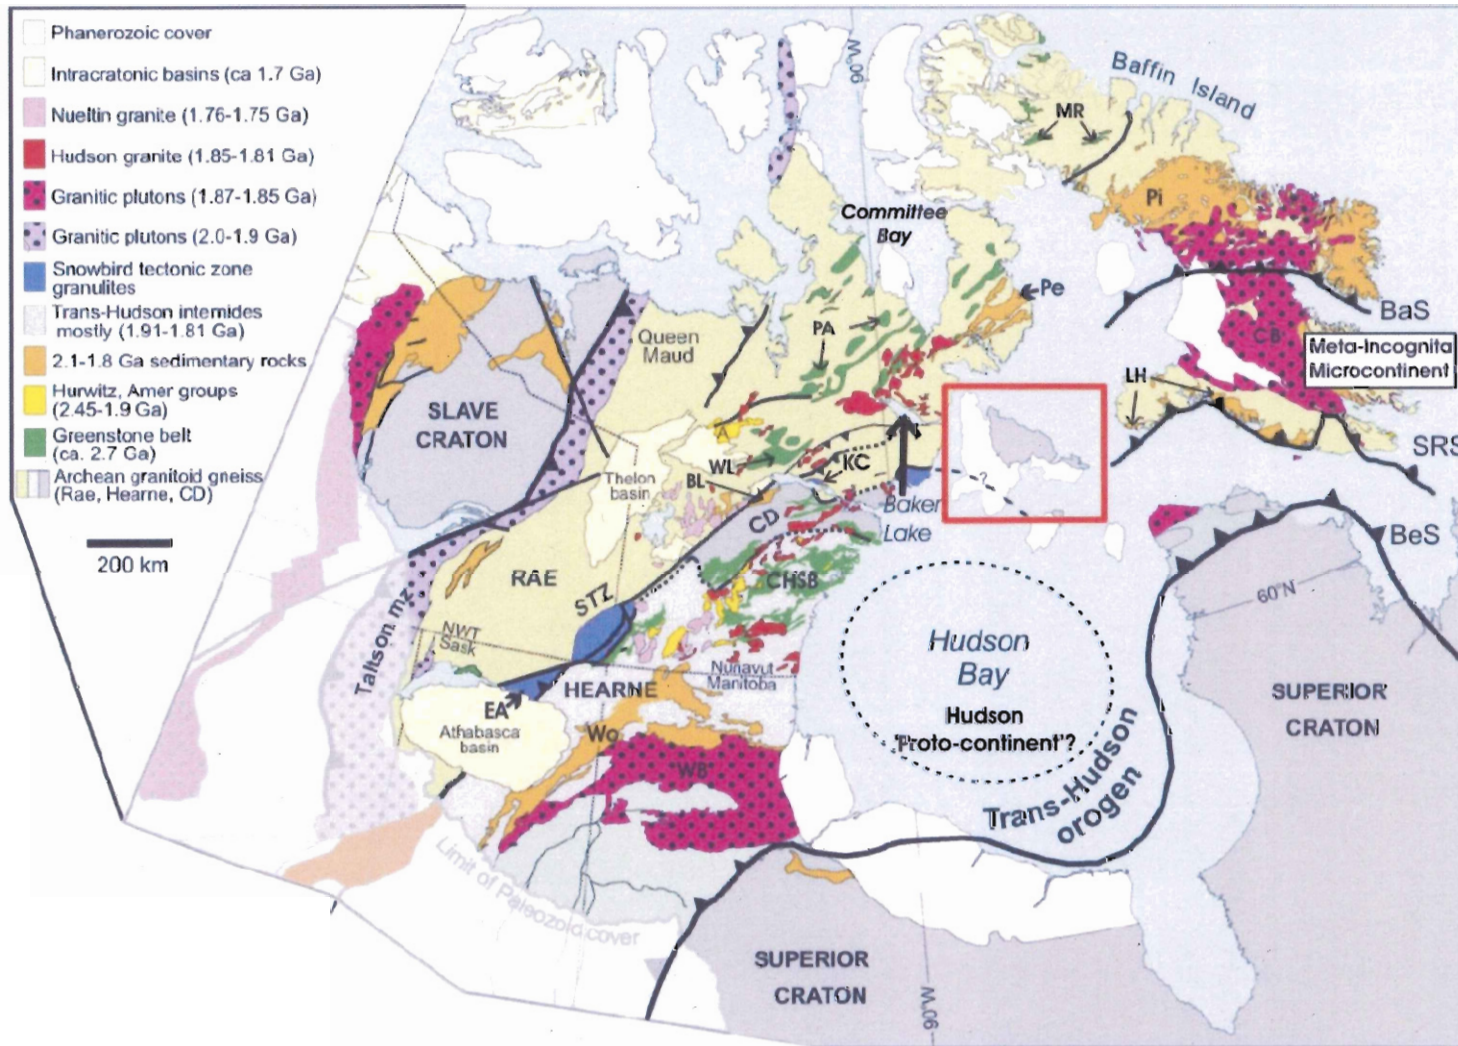 Phanerozoic cover
Intracratonic basins (ca 1.7 Ga)
Nueltin granite (1.76-1.75 Ga)
Hudson granite (1.85-1.81 Ga)
Granitic plutons (1.87-1.85 Ga)
Granitic plutons (2.0-1.9 Ga)
Snowbird tectonic zone
granulites
Trans-Hudson internides
mostly (1.91-1.81 Ga)
2.1-1.8 Ga sedimentary rocks
Hurwitz, Amer groups
(2.45-1.9 Ga)
Greenstone belt
(ca. 2.7 Ga)
Archean granitoid gneiss
(Rae, Hearne, CD)
200 km
90°W
Baffin Island
MR
Pi
Committee
Bay
Pe
BaS
CB
Meta-Incognita
Microcontinent
LH
SRS
BeS
PA
Queen
Maud
SLAVE
CRATON
A
WL
KC
BL
Thelon
basin
?
Baker
Lake
CD
RAE
STZ
CHSB
60°N
Taltson mz
NWT
Sask
Nunavut
Manitoba
Hudson
Bay
Hudson
'Proto-continent'?
HEARNE
EA
Athabasca
basin
Wo
WB
SUPERIOR
CRATON
Trans-Hudson
orogen
Limit of Paleozoic cover
SUPERIOR
CRATON
90°W